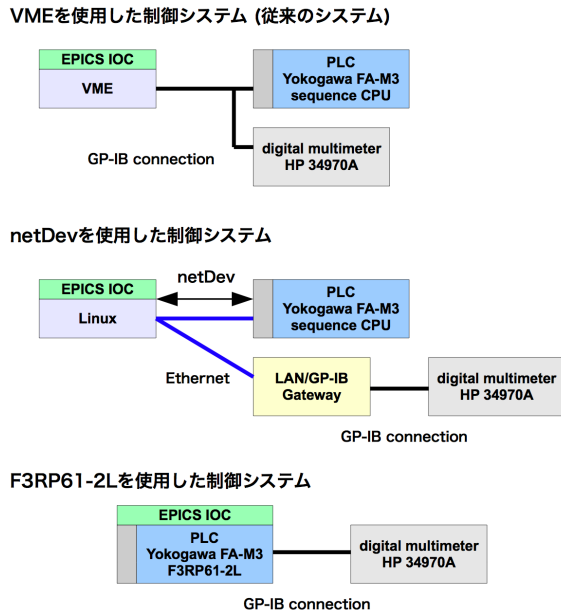 VMEを使用した制御システム (従来のシステム)
EPICS IOC
VME
PLC
Yokogawa FA-M3
sequence CPU
GP-IB connection
digital multimeter
HP 34970A
netDevを使用した制御システム
netDev
EPICS IOC
Linux
PLC
Yokogawa FA-M3
sequence CPU
Ethernet
LAN/GP-IB
Gateway
digital multimeter
HP 34970A
GP-IB connection
F3RP61-2Lを使用した制御システム
EPICS IOC
PLC
Yokogawa FA-M3
F3RP61-2L
digital multimeter
HP 34970A
GP-IB connection